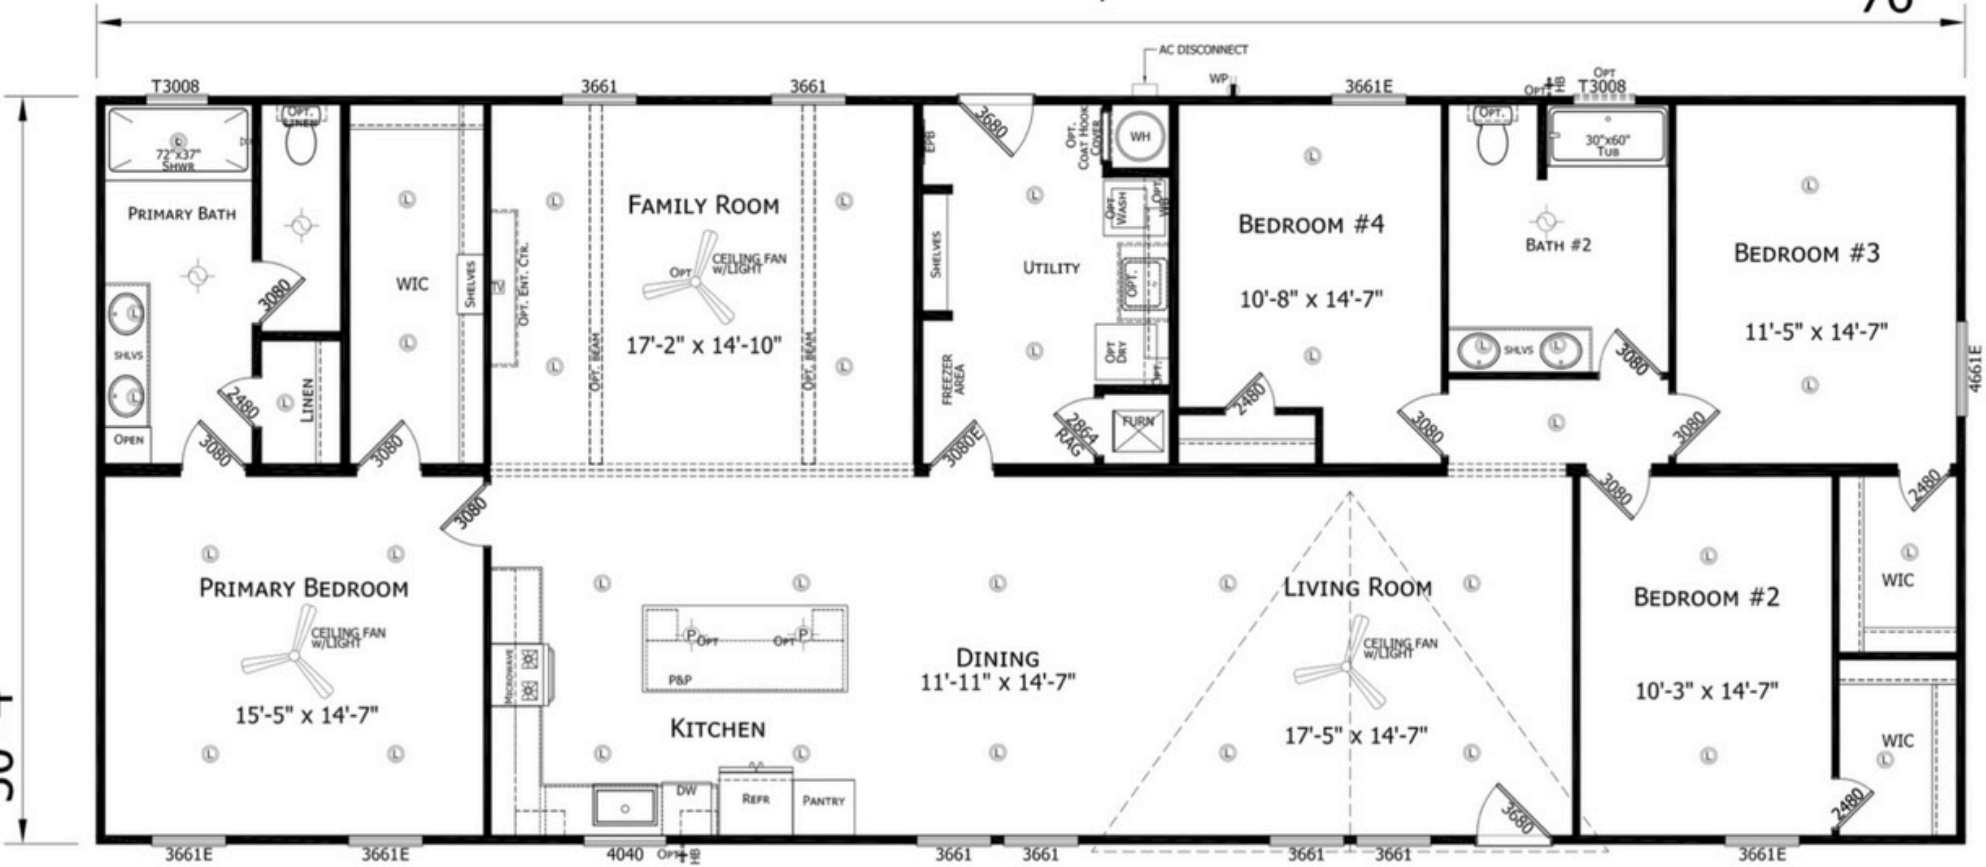 76
AC DISCONNECT
T3008
3661
3661
WP
3661E
OPT
HB
OPT
T3008
L
72"x37"
SHWR
OPT.
LINEN
PRIMARY BATH
3080
L
SHLVS
L
OPEN
2480
3080
L
LINEN
L
WIC
L
SHELVES
3080
TV
OPT. ENT. CTR.
L
L
FAMILY ROOM
L
L
OPT
CEILING FAN
W/LIGHT
17'-2" x 14'-10"
OPT. BEAM
OPT. BEAM
EPB
3680
OPT.
COAT HOOK
COVER
WH
L
SHELVES
UTILITY
OPT
WASH
OPT.
WB
OPT.
L
FREEZER
AREA
OPT
DRY
OPT.
3080E
2864
RAG
FURN
L
BEDROOM #4
10'-8" x 14'-7"
L
2480
3080
OPT.
30"x60"
TUB
BATH #2
L
SHLVS
L
3080
L
3080
L
BEDROOM #3
11'-5" x 14'-7"
L
4661E
3080
2480
3080
L
L
PRIMARY BEDROOM
CEILING FAN
W/LIGHT
15'-5" x 14'-7"
L
L
MICROWAVE
L
L
P
OPT
OPT
P
P&P
KITCHEN
L
L
DW
REFR
PANTRY
L
DINING
11'-11" x 14'-7"
L
L
LIVING ROOM
L
CEILING FAN
W/LIGHT
17'-5" x 14'-7"
L
L
3680
L
BEDROOM #2
10'-3" x 14'-7"
L
L
WIC
WIC
L
2480
3661E
3661E
4040
OPT
HB
3661
3661
3661
3661
3661E